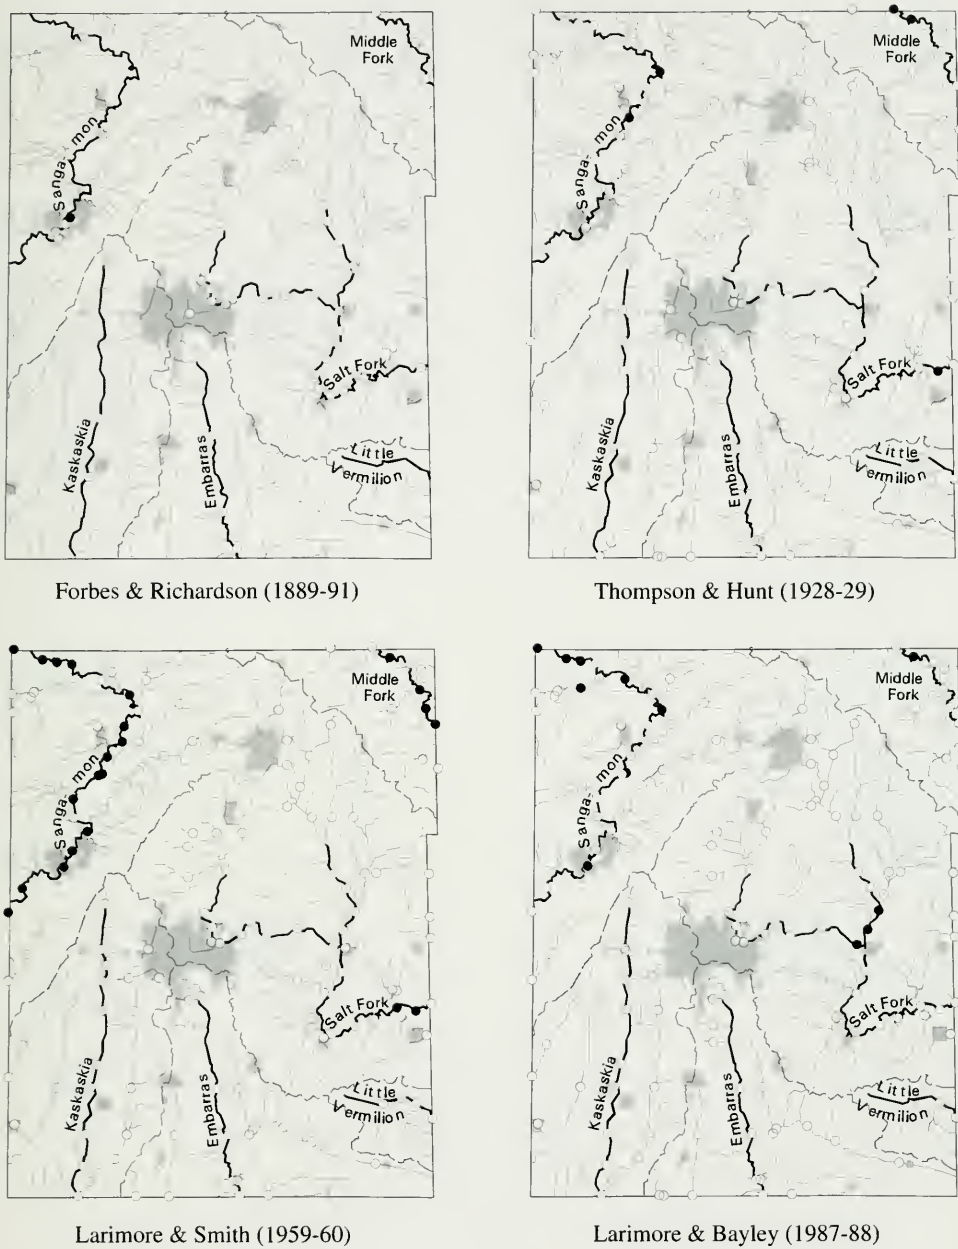 Middle
Fork
Sanga-
mon
Kaskaskia
Embarras
Salt Fork
Little
Vermilion
Forbes & Richardson (1889-91)
Middle
Fork
Sanga-
mon
Kaskaskia
Embarras
Salt Fork
Little
Vermilion
Thompson & Hunt (1928-29)
Middle
Fork
Sanga-
mon
Kaskaskia
Embarras
Salt Fork
Little
Vermilion
Larimore & Smith (1959-60)
Middle
Fork
Sanga-
mon
Kaskaskia
Embarras
Salt Fork
Little
Vermilion
Larimore & Bayley (1987-88)